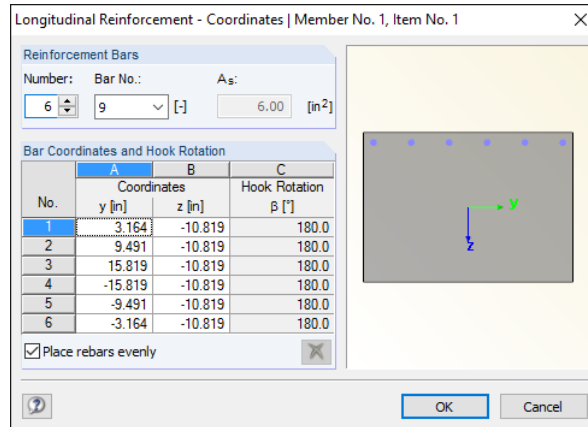 Longitudinal Reinforcement - Coordinates | Member No. 1, Item No. 1
Reinforcement Bars
Number: Bar No.: As:
6 9 [-] 6.00 [in²]
Bar Coordinates and Hook Rotation
A B C
Coordinates Hook Rotation
No. y [in] z [in] β [°]
1 3.164 -10.819 180.0
2 9.491 -10.819 180.0
3 15.819 -10.819 180.0
4 -15.819 -10.819 180.0
5 -9.491 -10.819 180.0
6 -3.164 -10.819 180.0
Place rebars evenly
y
z
OK Cancel